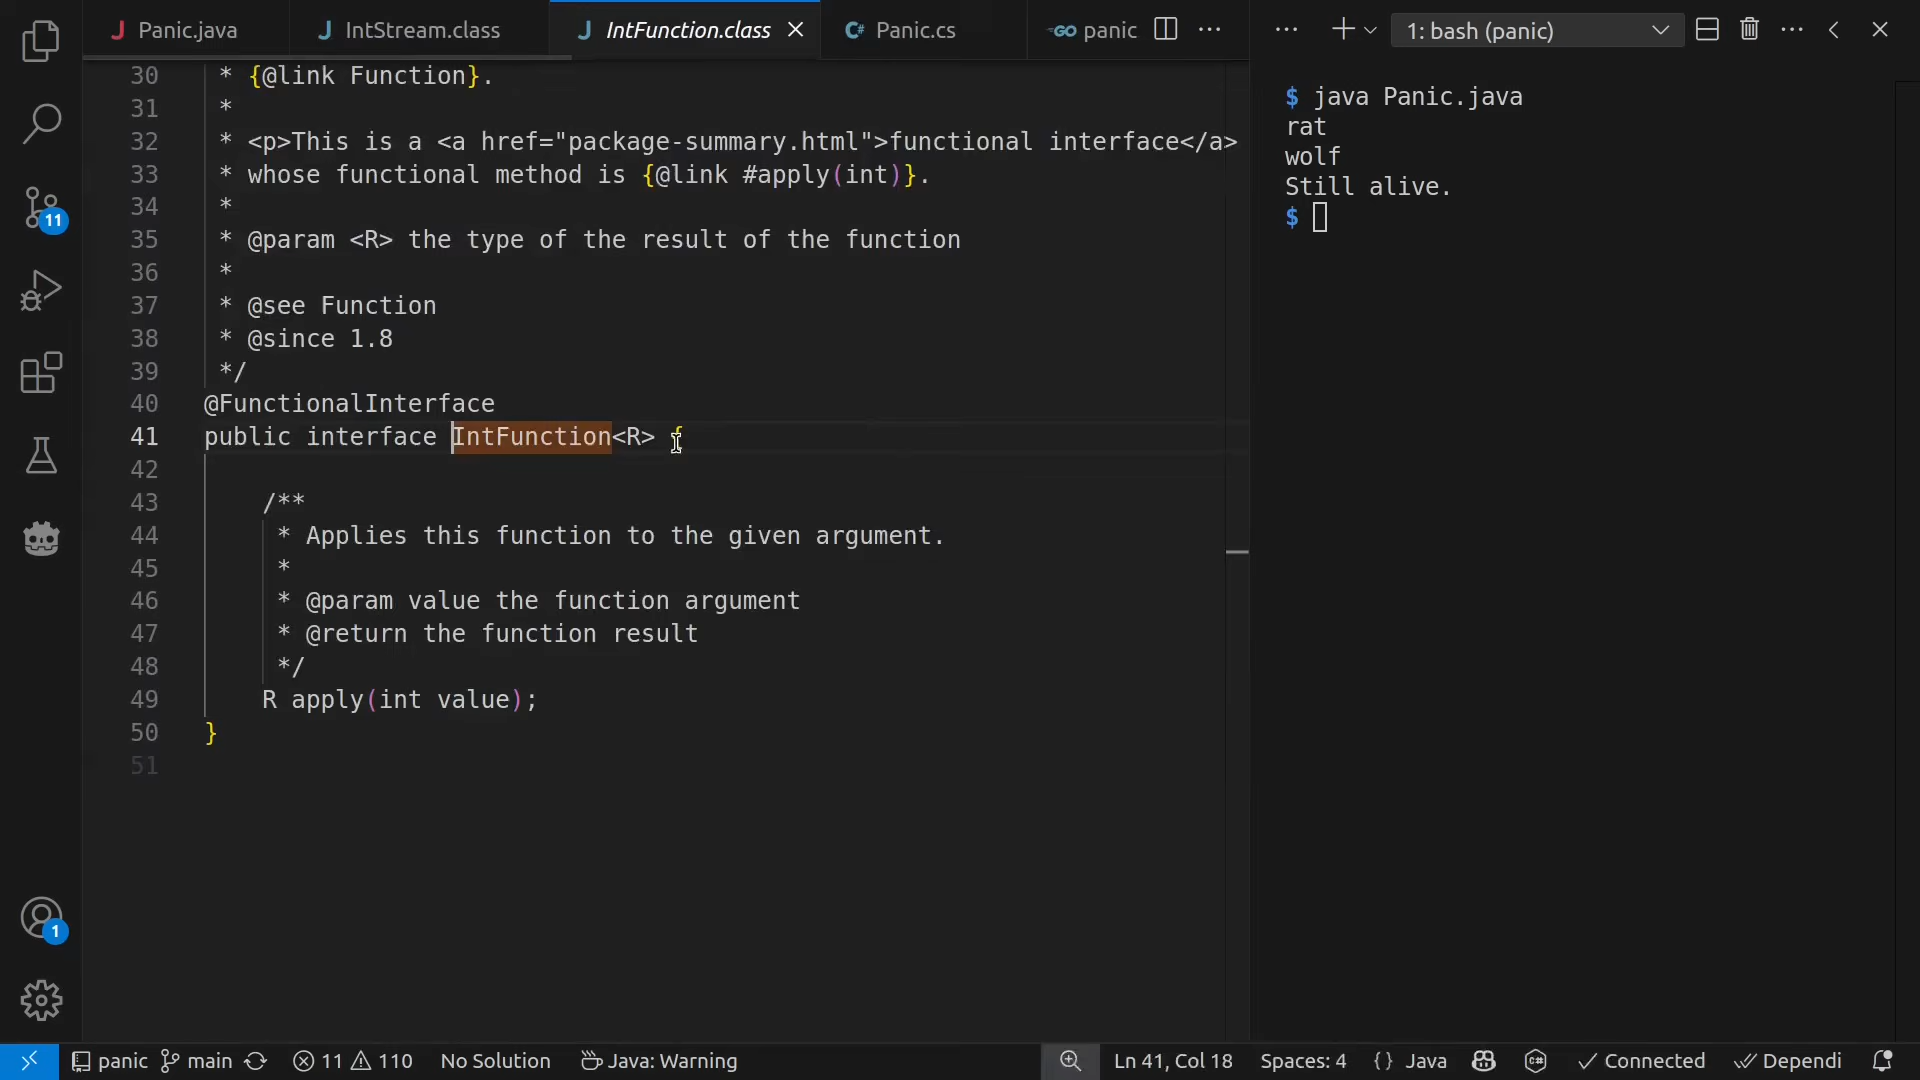 Panic.java
IntStream.class
IntFunction.class
C# Panic.cs
GO panic
1: bash (panic)
30 * {@link Function}.
31 *
32 * <p>This is a <a href="package-summary.html">functional interface</a>
33 * whose functional method is {@link #apply(int)}.
34 *
35 * @param <R> the type of the result of the function
36 *
37 * @see Function
38 * @since 1.8
39 */
40 @FunctionalInterface
41 public interface IntFunction<R> {
42
43 /**
44 * Applies this function to the given argument.
45 *
46 * @param value the function argument
47 * @return the function result
48 */
49 R apply(int value);
50 }
51
$ java Panic.java
rat
wolf
Still alive.
$
11
1
panic main 11 110 No Solution Java: Warning Ln 41, Col 18 Spaces: 4 {} Java C# Connected Dependi